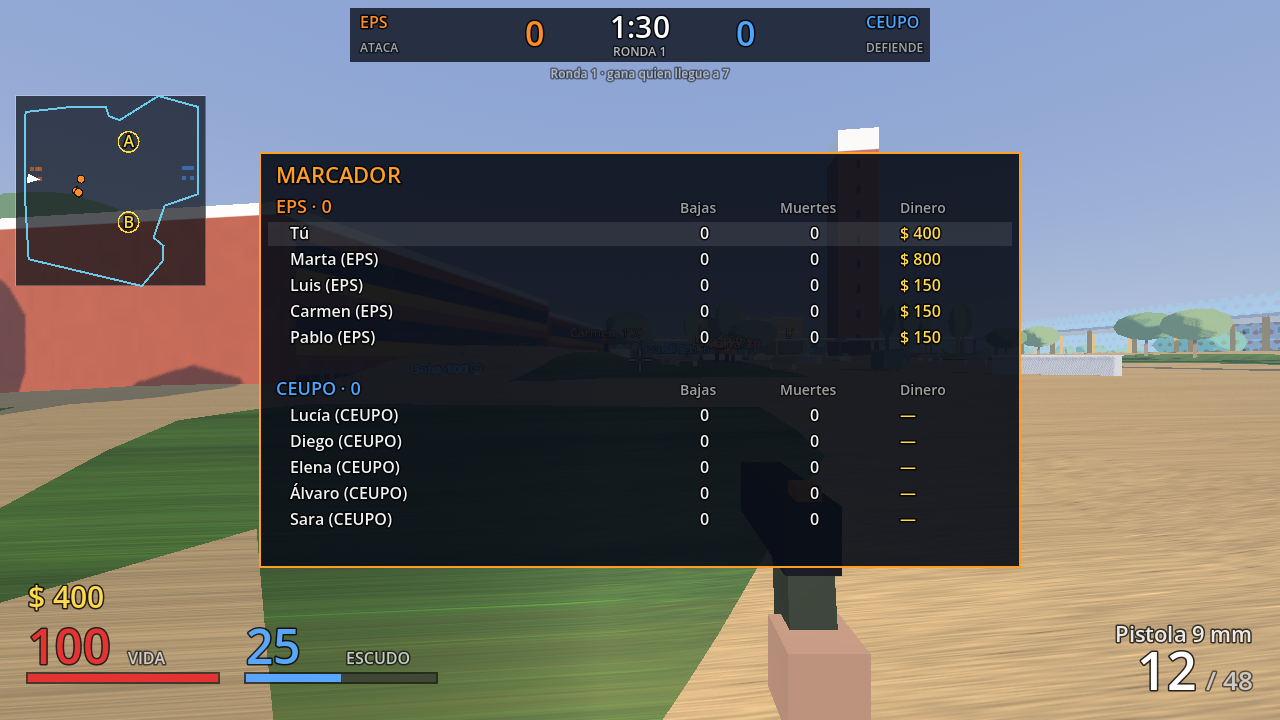 EPS 0 1:30 0 CEUPO
ATACA RONDA 1 DEFIENDE
Ronda 1 · gana quien llegue a 7
A
B
MARCADOR
EPS · 0 Bajas Muertes Dinero
Tú 0 0 $ 400
Marta (EPS) 0 0 $ 800
Luis (EPS) 0 0 $ 150
Carmen (EPS) 0 0 $ 150
Pablo (EPS) 0 0 $ 150
CEUPO · 0 Bajas Muertes Dinero
Lucía (CEUPO) 0 0 —
Diego (CEUPO) 0 0 —
Elena (CEUPO) 0 0 —
Álvaro (CEUPO) 0 0 —
Sara (CEUPO) 0 0 —
$ 400
100 VIDA 25 ESCUDO
Pistola 9 mm
12 / 48